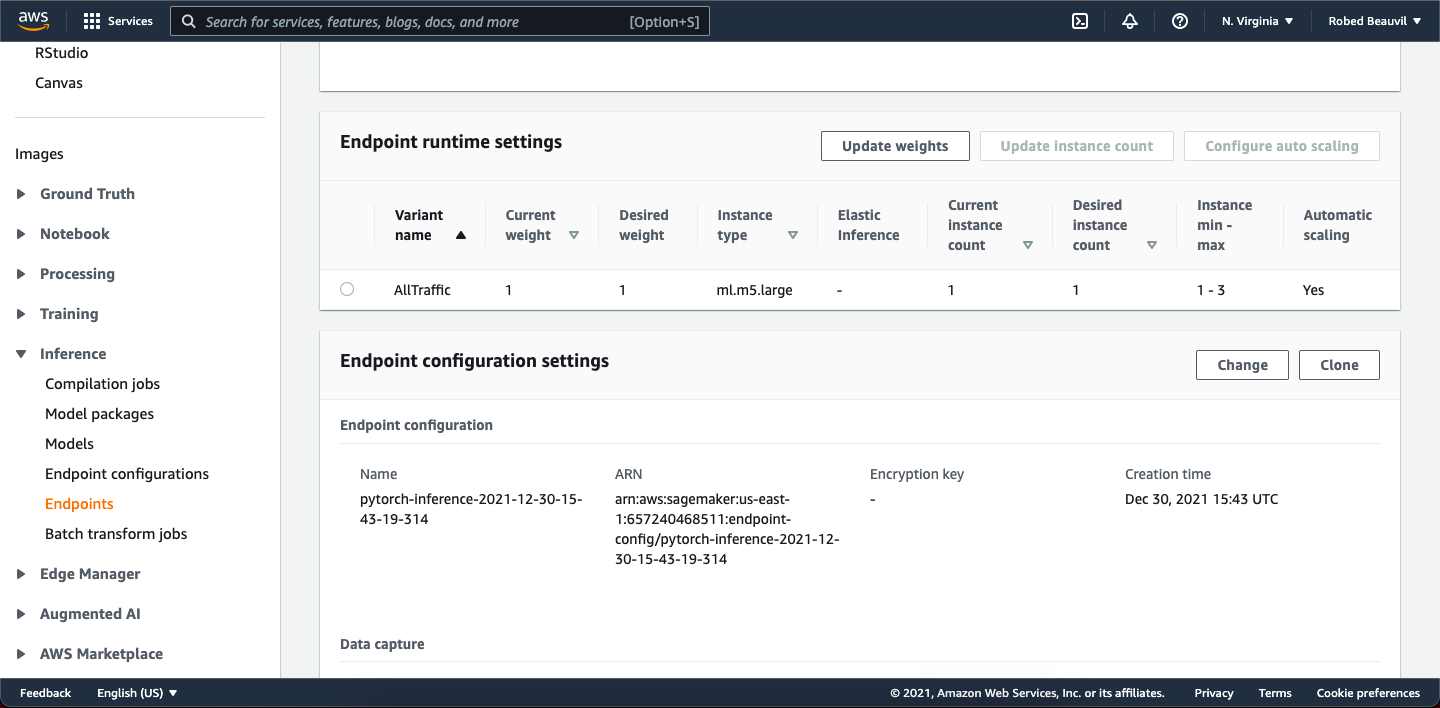 aws
Services
Search for services, features, blogs, docs, and more
[Option+S]
N. Virginia
Robed Beauvil
RStudio
Canvas
Images
Ground Truth
Notebook
Processing
Training
Inference
Compilation jobs
Model packages
Models
Endpoint configurations
Endpoints
Batch transform jobs
Edge Manager
Augmented AI
AWS Marketplace
Endpoint runtime settings
Update weights
Update instance count
Configure auto scaling
Variant
name
Current
weight
Desired
weight
Instance
type
Elastic
Inference
Current
instance
count
Desired
instance
count
Instance
min -
max
Automatic
scaling
AllTraffic
1
1
ml.m5.large
-
1
1
1 - 3
Yes
Endpoint configuration settings
Change
Clone
Endpoint configuration
Name
pytorch-inference-2021-12-30-15-
43-19-314
ARN
arn:aws:sagemaker:us-east-
1:657240468511:endpoint-
config/pytorch-inference-2021-12-
30-15-43-19-314
Encryption key
-
Creation time
Dec 30, 2021 15:43 UTC
Data capture
Feedback
English (US)
© 2021, Amazon Web Services, Inc. or its affiliates.
Privacy
Terms
Cookie preferences